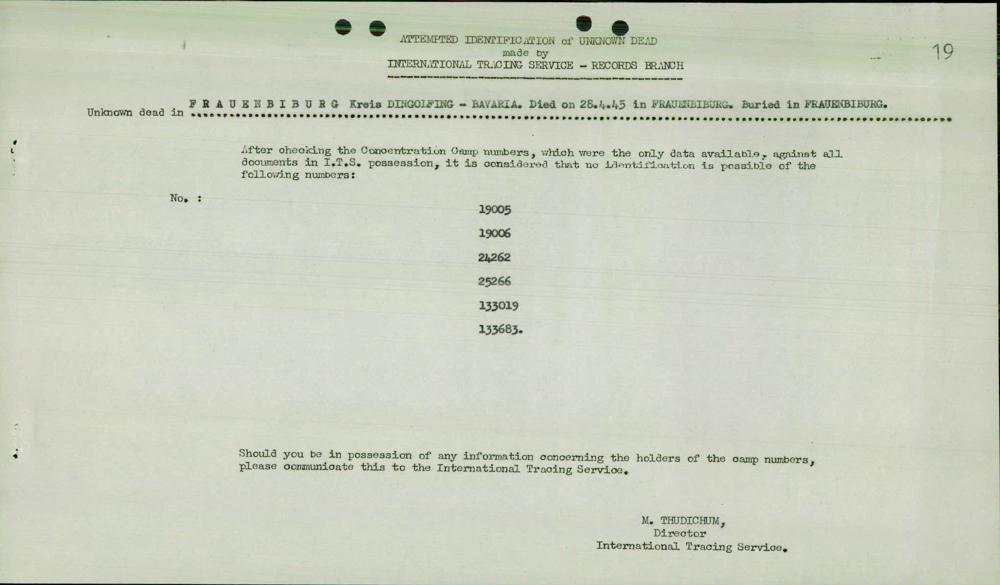 ATTEMPTED IDENTIFICATION of UNKNOWN DEAD
made by
INTERNATIONAL TRACING SERVICE - RECORDS BRANCH
19
Unknown dead in FRAUENBIBURG Kreis DINGOLFING - BAVARIA. Died on 28.4.45 in FRAUENBIBURG. Buried in FRAUENBIBURG.
After checking the Concentration Camp numbers, which were the only data available, against all
documents in I.T.S. possession, it is considered that no identification is possible of the
following numbers:
No. :
19005
19006
24262
25266
133019
133683.
Should you be in possession of any information concerning the holders of the camp numbers,
please communicate this to the International Tracing Service.
M. THUDICHUM,
Director
International Tracing Service.